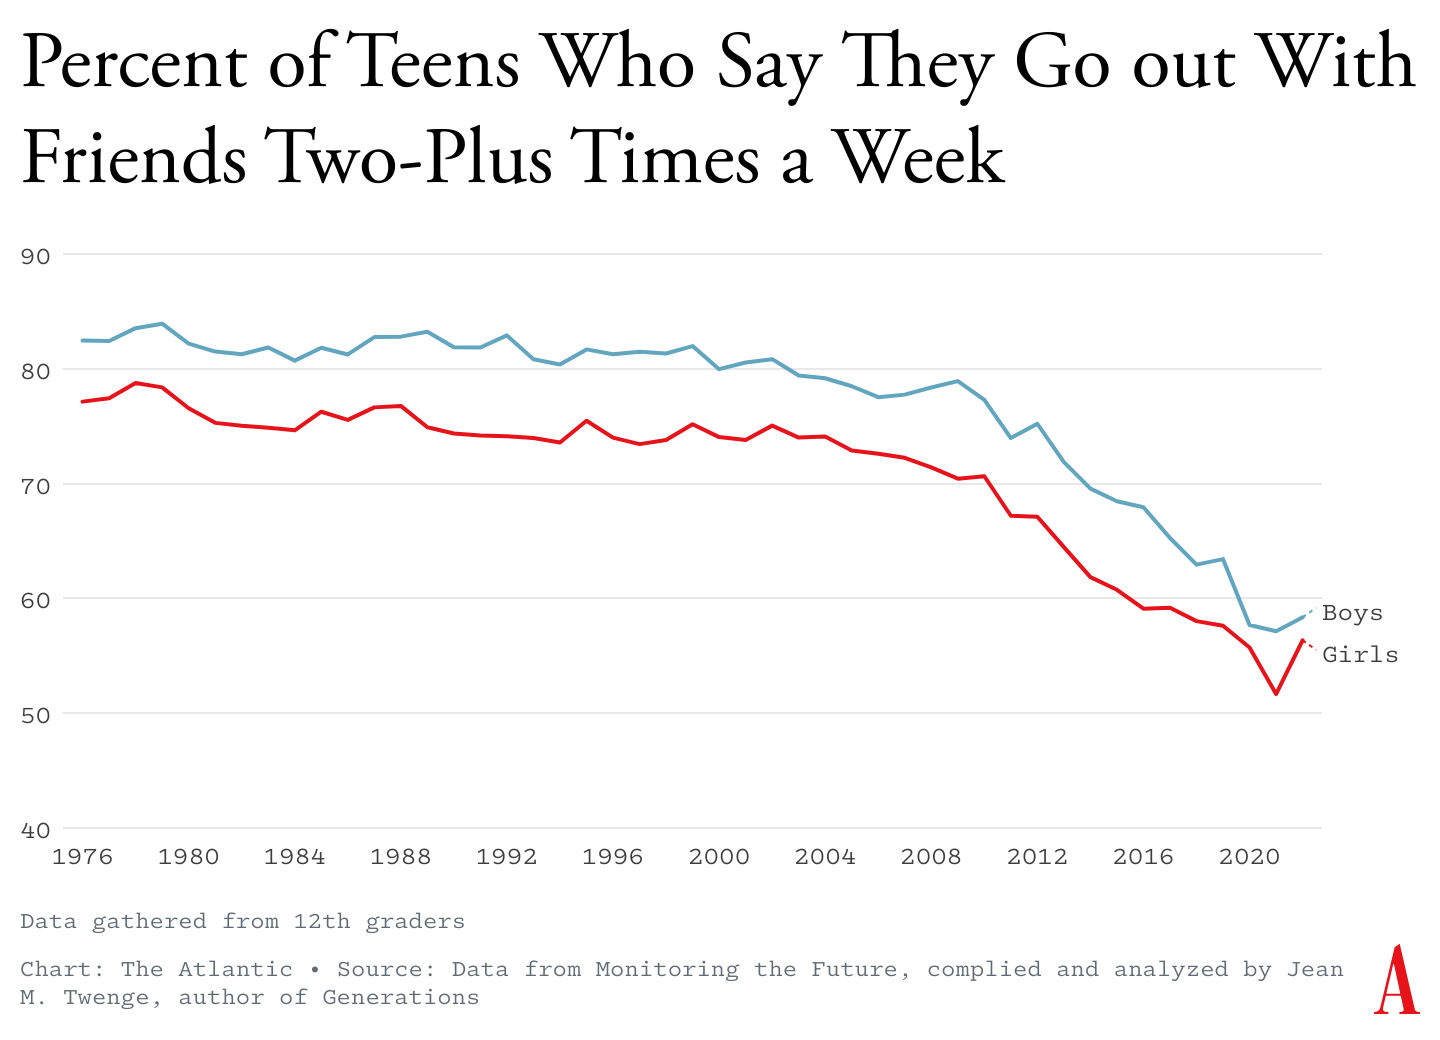 Percent of Teens Who Say They Go out With
Friends Two-Plus Times a Week
90
80
70
60
50
40
Boys
Girls
1976 1980 1984 1988 1992 1996 2000 2004 2008 2012 2016 2020
Data gathered from 12th graders
Chart: The Atlantic • Source: Data from Monitoring the Future, complied and analyzed by Jean
M. Twenge, author of Generations
A